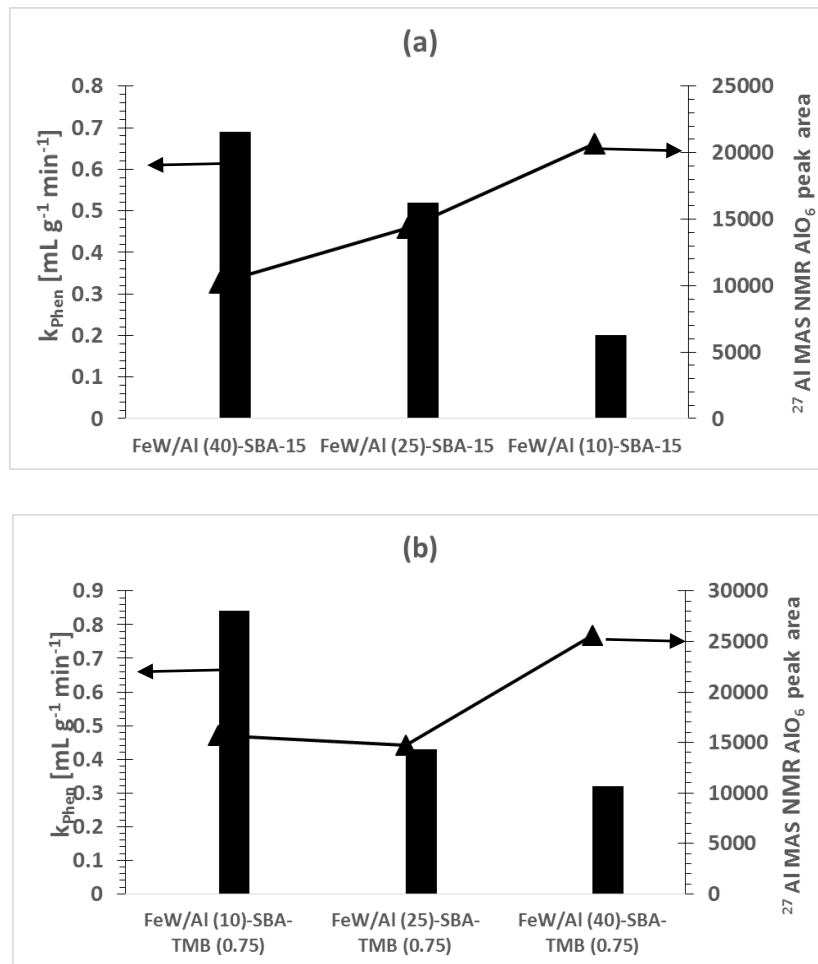 (a)
k_Phen [mL g⁻¹ min⁻¹]
0.8
0.7
0.6
0.5
0.4
0.3
0.2
0.1
0
25000
20000
15000
10000
5000
0
²⁷ Al MAS NMR AlO₆ peak area
FeW/Al (40)-SBA-15 FeW/Al (25)-SBA-15 FeW/Al (10)-SBA-15
(b)
k_Phen [mL g⁻¹ min⁻¹]
0.9
0.8
0.7
0.6
0.5
0.4
0.3
0.2
0.1
0
30000
25000
20000
15000
10000
5000
0
²⁷ Al MAS NMR AlO₆ peak area
FeW/Al (10)-SBA-
TMB (0.75)
FeW/Al (25)-SBA-
TMB (0.75)
FeW/Al (40)-SBA-
TMB (0.75)